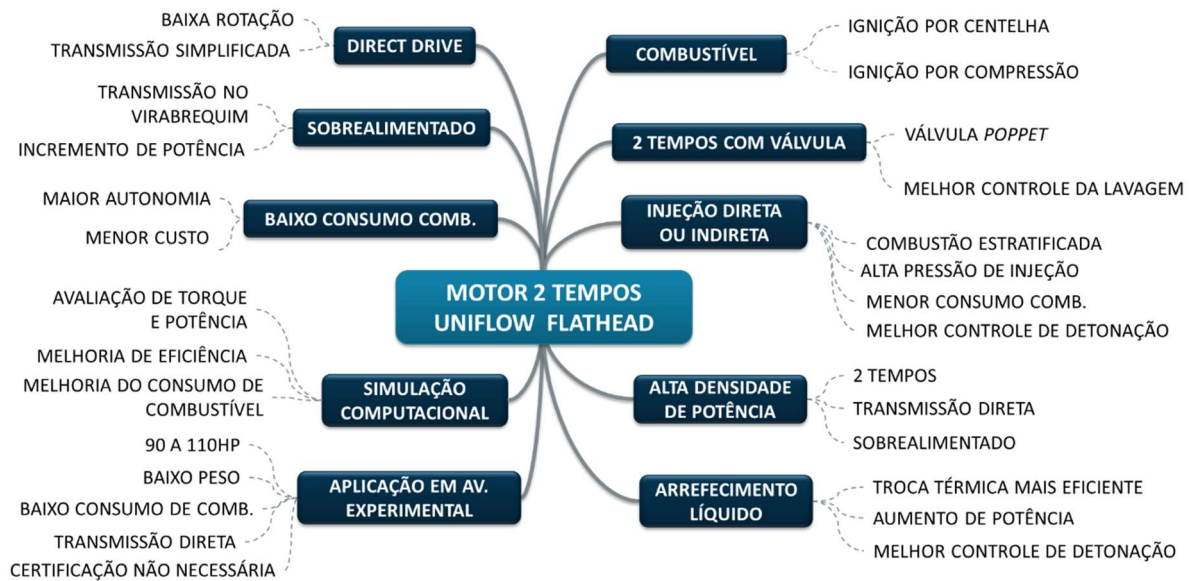 MOTOR 2 TEMPOS
UNIFLOW FLATHEAD
DIRECT DRIVE
BAIXA ROTAÇÃO
TRANSMISSÃO SIMPLIFICADA
SOBREALIMENTADO
TRANSMISSÃO NO
VIRABREQUIM
INCREMENTO DE POTÊNCIA
BAIXO CONSUMO COMB.
MAIOR AUTONOMIA
MENOR CUSTO
SIMULAÇÃO
COMPUTACIONAL
AVALIAÇÃO DE TORQUE
E POTÊNCIA
MELHORIA DE EFICIÊNCIA
MELHORIA DO CONSUMO DE
COMBUSTÍVEL
APLICAÇÃO EM AV.
EXPERIMENTAL
90 A 110HP
BAIXO PESO
BAIXO CONSUMO DE COMB.
TRANSMISSÃO DIRETA
CERTIFICAÇÃO NÃO NECESSÁRIA
COMBUSTÍVEL
IGNIÇÃO POR CENTELHA
IGNIÇÃO POR COMPRESSÃO
2 TEMPOS COM VÁLVULA
VÁLVULA POPPET
MELHOR CONTROLE DA LAVAGEM
INJEÇÃO DIRETA
OU INDIRETA
COMBUSTÃO ESTRATIFICADA
ALTA PRESSÃO DE INJEÇÃO
MENOR CONSUMO COMB.
MELHOR CONTROLE DE DETONAÇÃO
ALTA DENSIDADE
DE POTÊNCIA
2 TEMPOS
TRANSMISSÃO DIRETA
SOBREALIMENTADO
ARREFECIMENTO
LÍQUIDO
TROCA TÉRMICA MAIS EFICIENTE
AUMENTO DE POTÊNCIA
MELHOR CONTROLE DE DETONAÇÃO